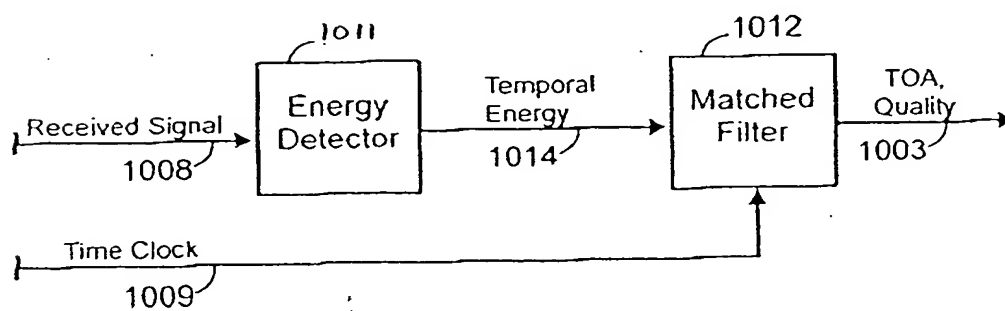 1011
1012
Energy
Detector
Temporal
Energy
Matched
Filter
TOA,
Quality
Received Signal
1008
1014
1003
Time Clock
1009